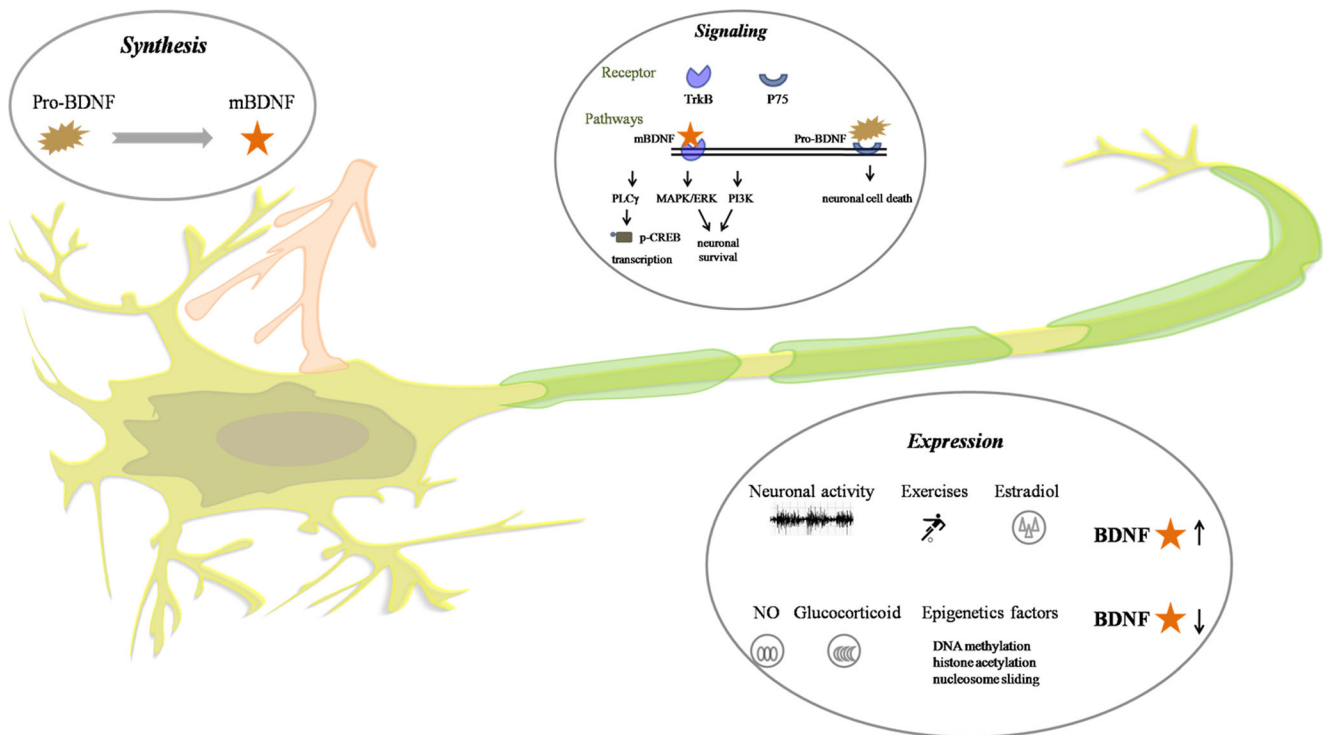 Synthesis
Pro-BDNF mBDNF
Signaling
Receptor
TrkB P75
Pathways
mBDNF Pro-BDNF
PLCγ MAPK/ERK PI3K neuronal cell death
p-CREB neuronal
transcription survival
Expression
Neuronal activity Exercises Estradiol
BDNF
NO Glucocorticoid Epigenetics factors BDNF
DNA methylation
histone acetylation
nucleosome sliding